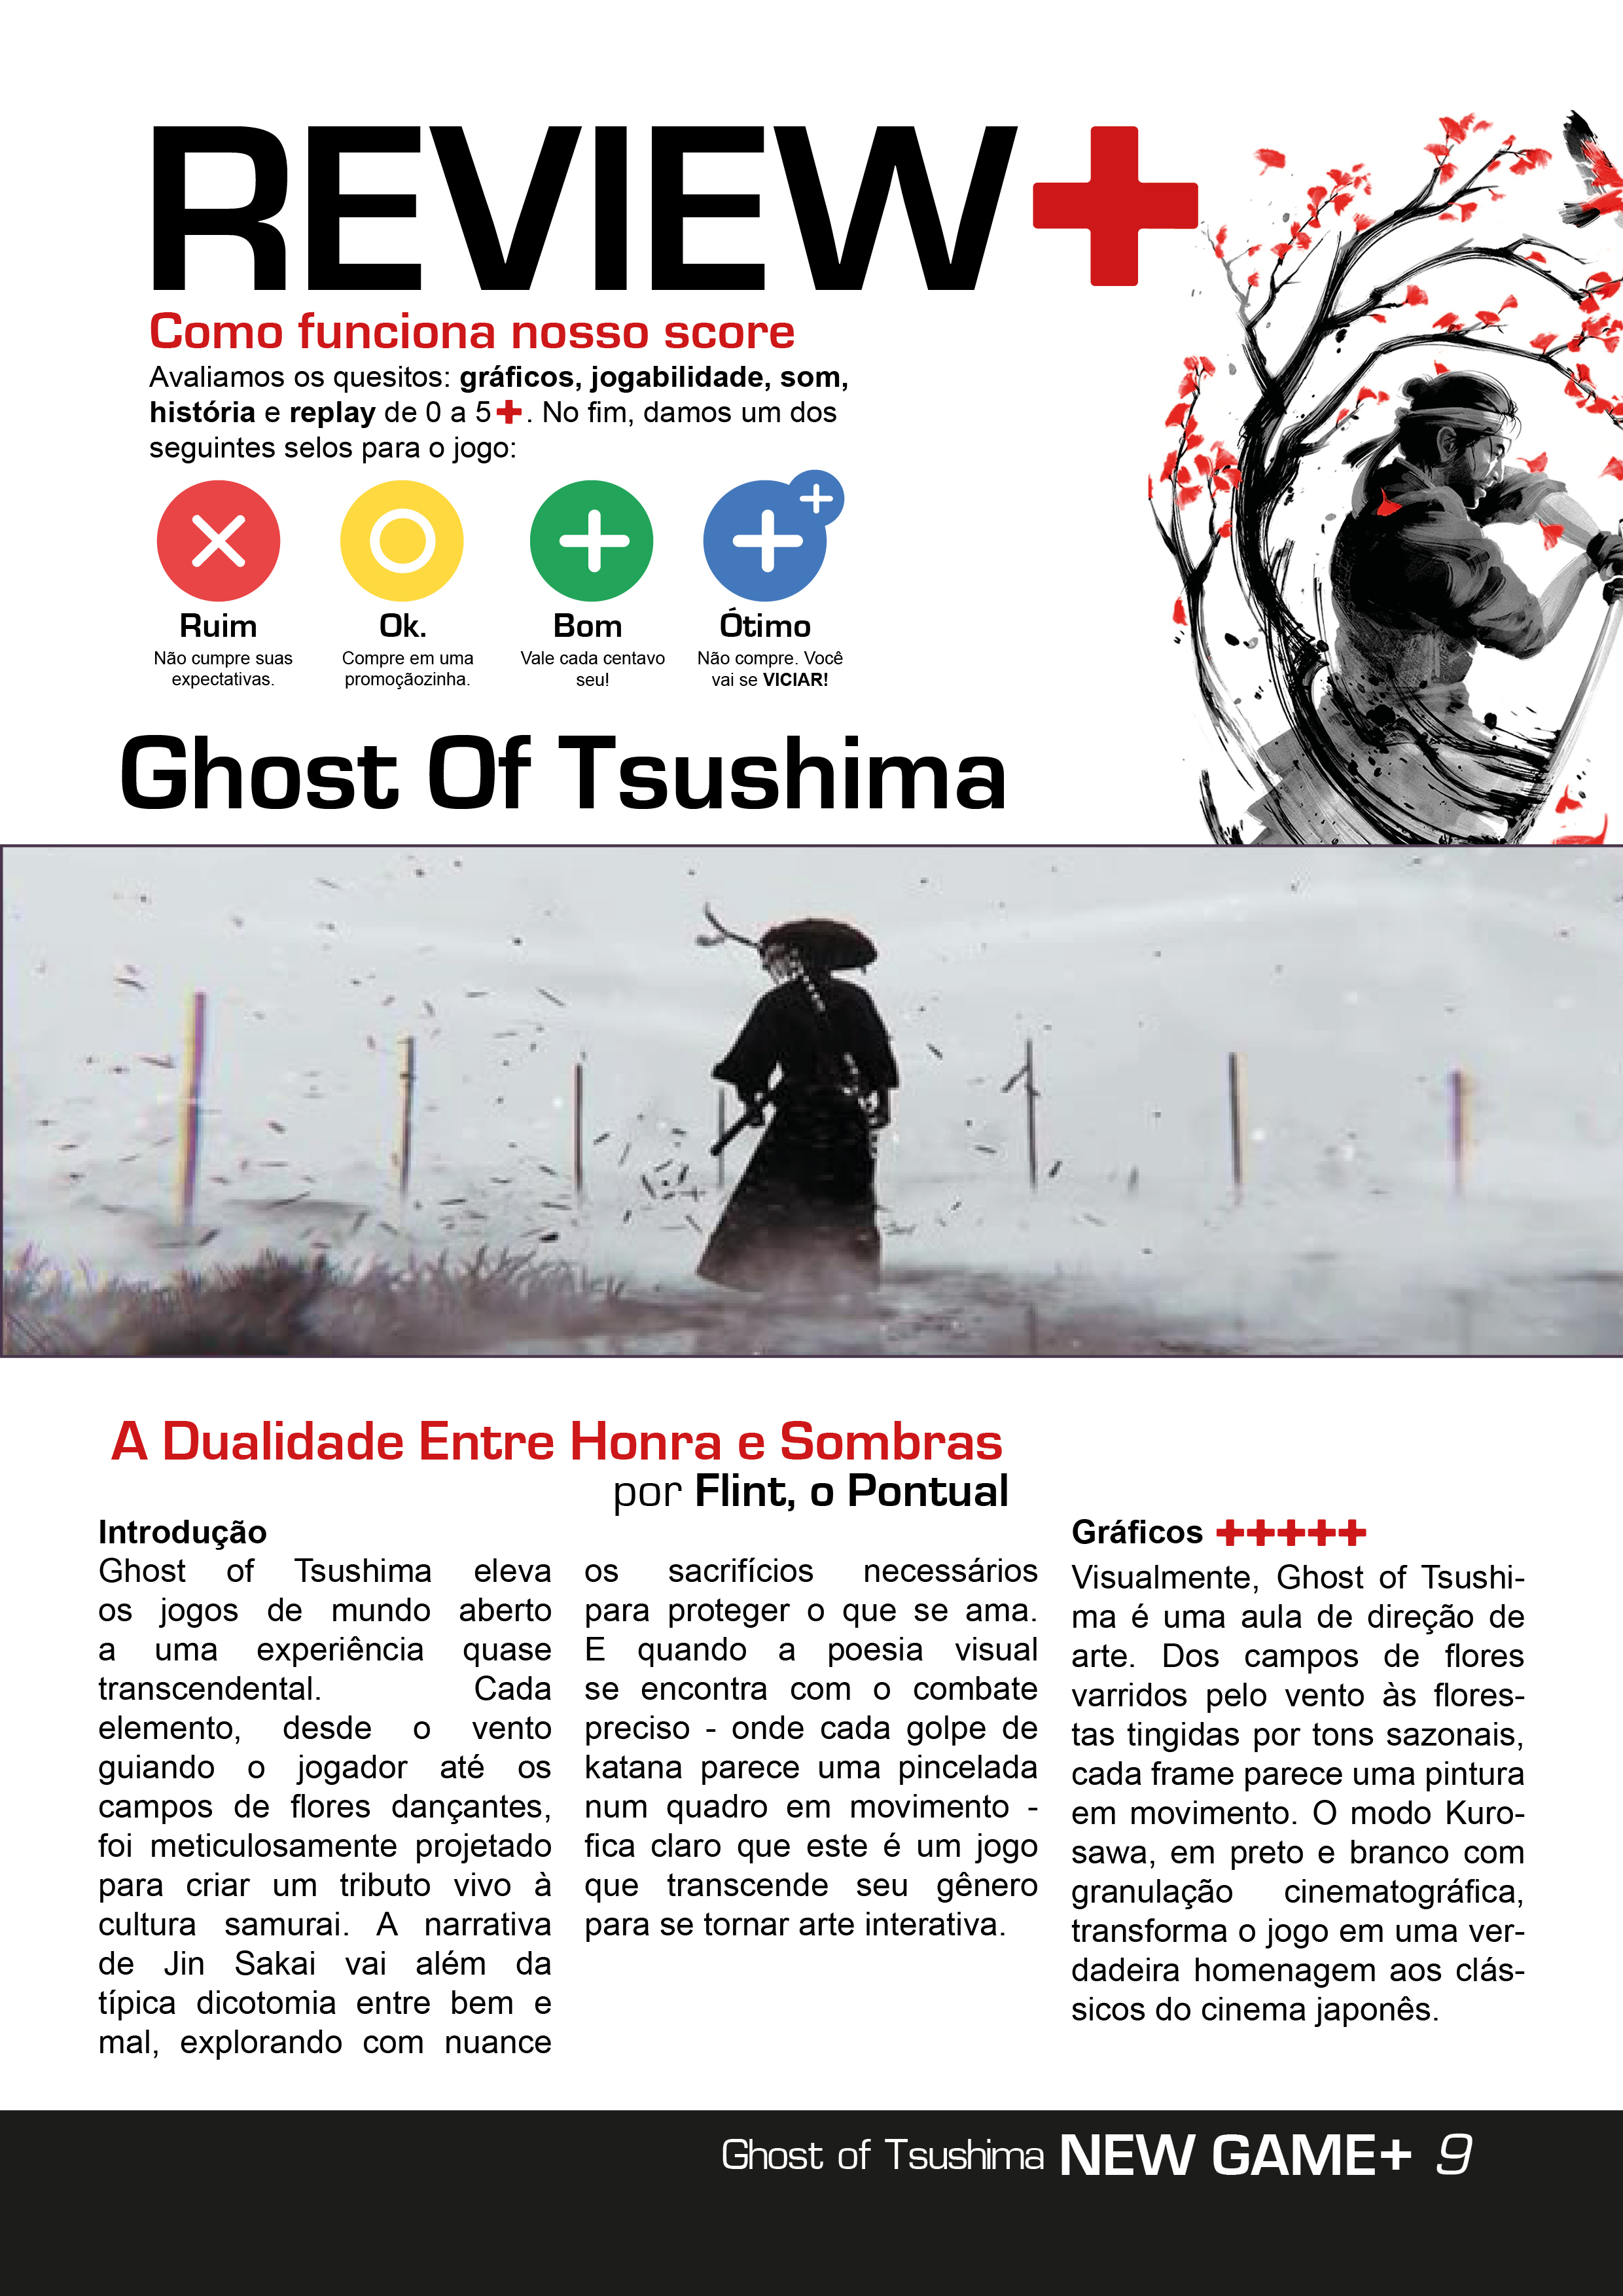 REVIEW+
Como funciona nosso score
Avaliamos os quesitos: gráficos, jogabilidade, som,
história e replay de 0 a 5+. No fim, damos um dos
seguintes selos para o jogo:
Ruim
Não cumpre suas
expectativas.
Ok.
Compre em uma
promoçãozinha.
Bom
Vale cada centavo
seu!
Ótimo
Não compre. Você
vai se VICIAR!
Ghost Of Tsushima
A Dualidade Entre Honra e Sombras
por Flint, o Pontual
Introdução
Ghost of Tsushima eleva
os jogos de mundo aberto
a uma experiência quase
transcendental. Cada
elemento, desde o vento
guiando o jogador até os
campos de flores dançantes,
foi meticulosamente projetado
para criar um tributo vivo à
cultura samurai. A narrativa
de Jin Sakai vai além da
típica dicotomia entre bem e
mal, explorando com nuance
os sacrifícios necessários
para proteger o que se ama.
E quando a poesia visual
se encontra com o combate
preciso - onde cada golpe de
katana parece uma pincelada
num quadro em movimento -
fica claro que este é um jogo
que transcende seu gênero
para se tornar arte interativa.
Gráficos +++++
Visualmente, Ghost of Tsushi-
ma é uma aula de direção de
arte. Dos campos de flores
varridos pelo vento às flores-
tas tingidas por tons sazonais,
cada frame parece uma pintura
em movimento. O modo Kuro-
sawa, em preto e branco com
granulação cinematográfica,
transforma o jogo em uma ver-
dadeira homenagem aos clás-
sicos do cinema japonês.
Ghost of Tsushima NEW GAME+ 9